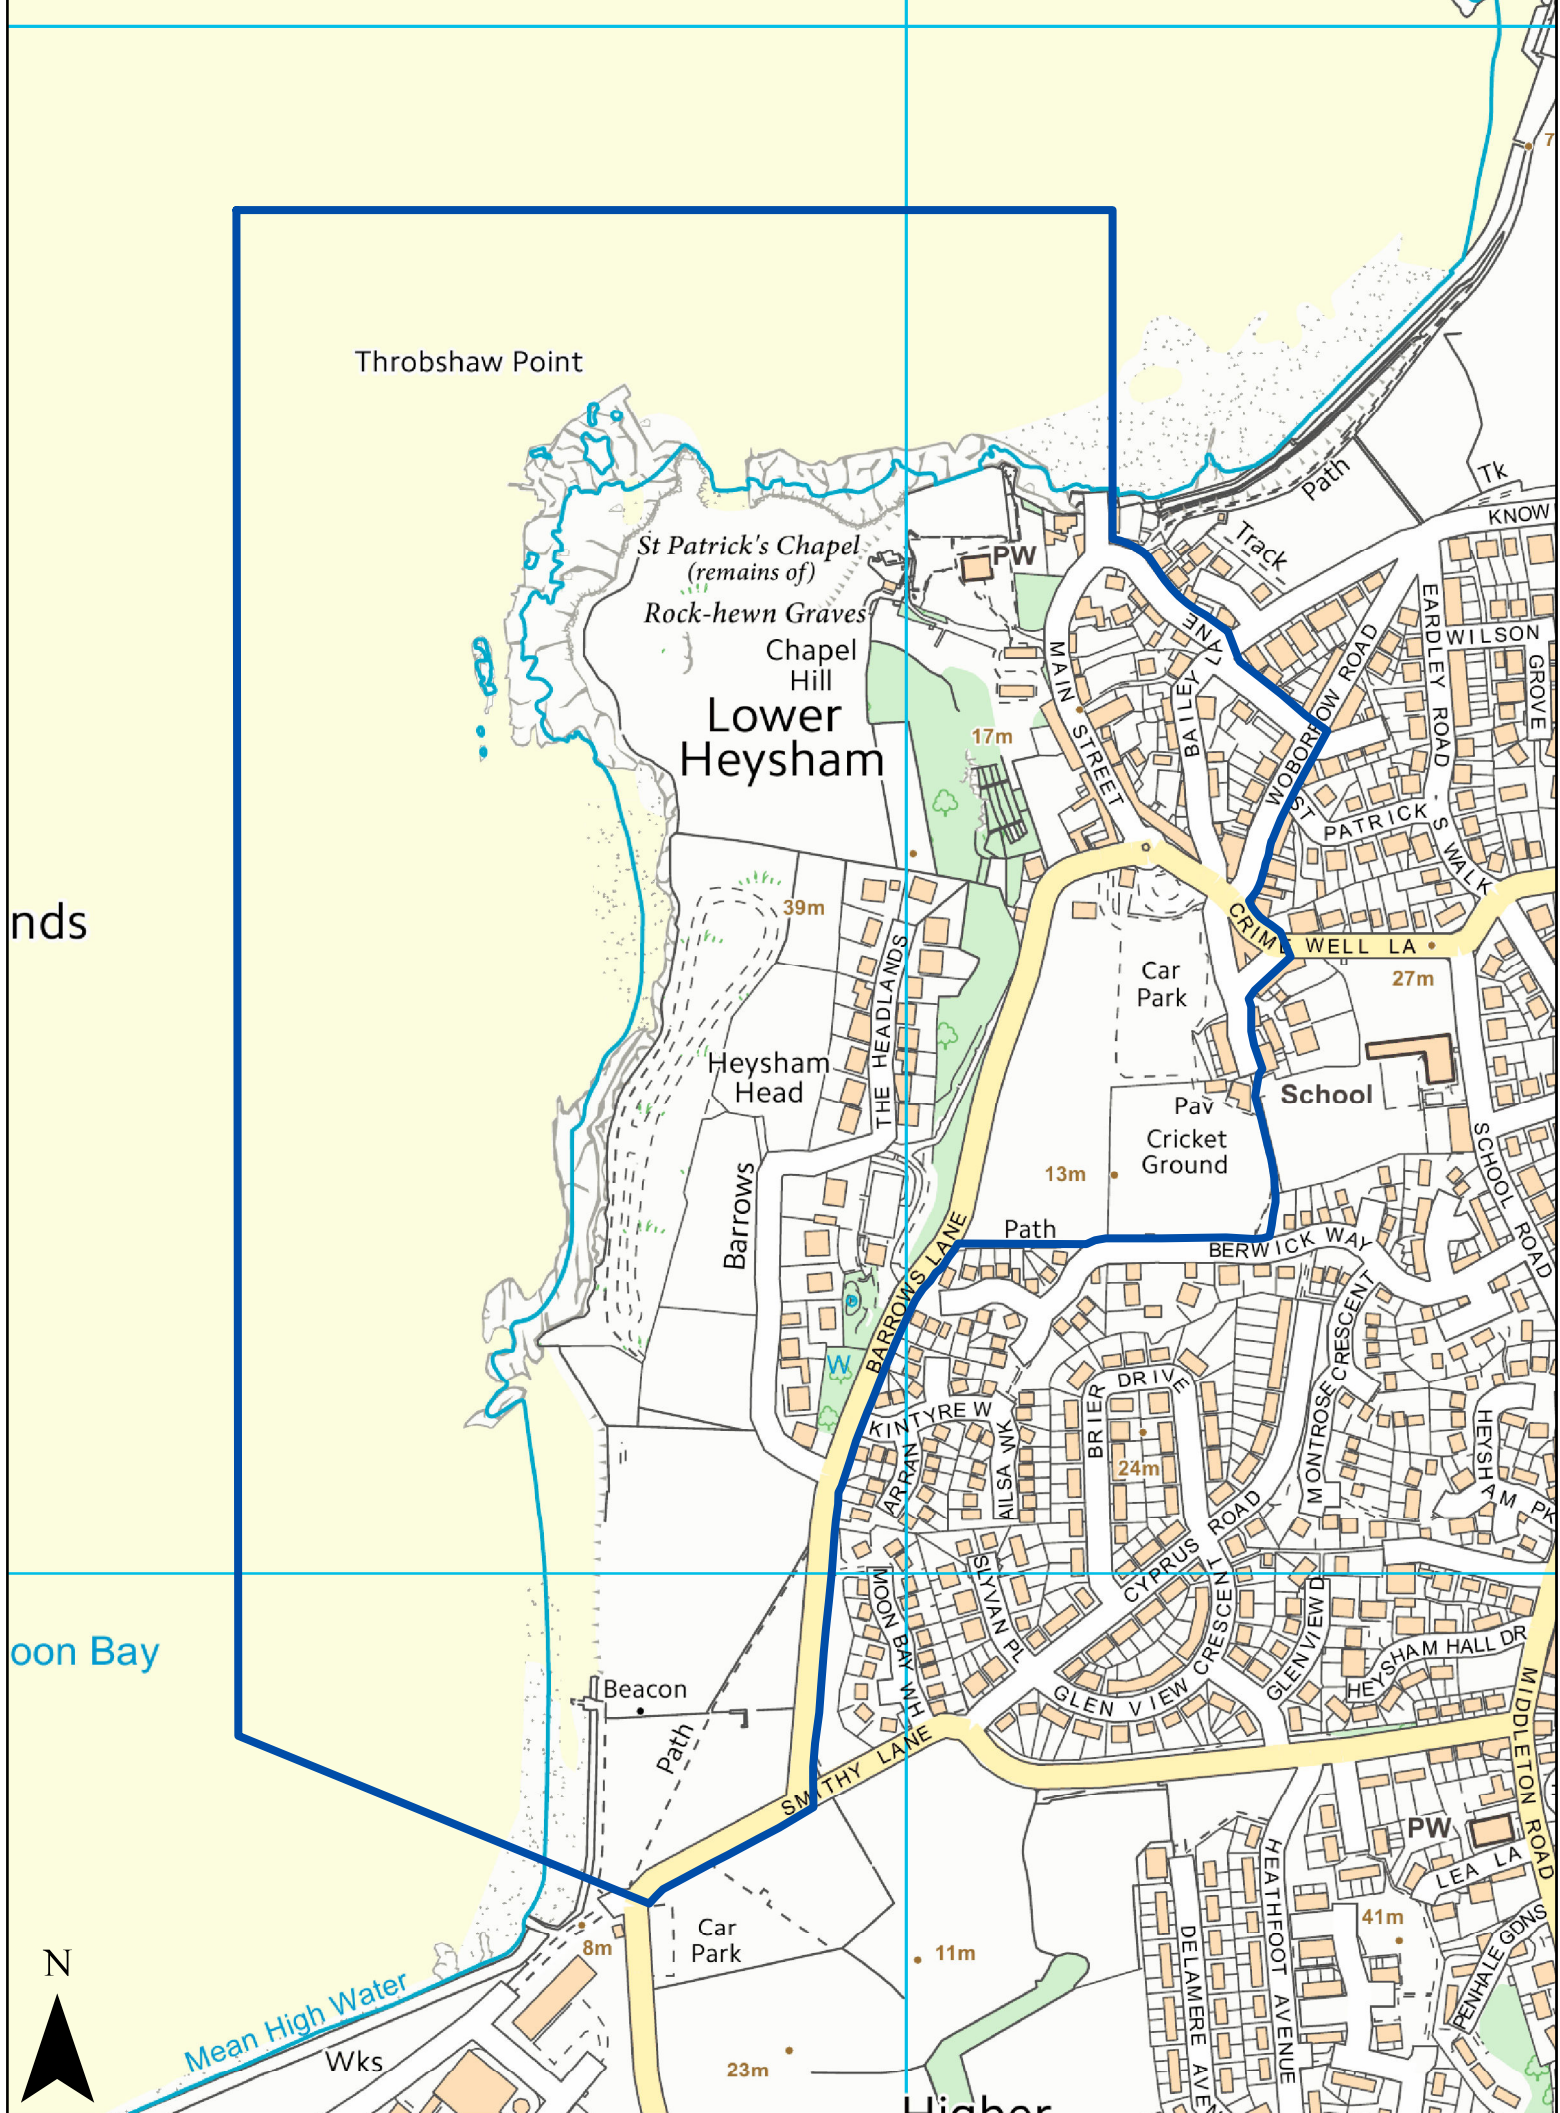 7
Throbshaw Point
Path
Tk
KNOW
Track
St Patrick's Chapel
(remains of)
PW
Rock-hewn Graves
Chapel
Hill
Lower
Heysham
17m
MAIN STREET
BAILEY LANE
WOBORROW ROAD
EARDLEY ROAD
WILSON
GROVE
ST PATRICK'S WALK
nds
39m
CRIMEWELL LA
27m
Car
Park
THE HEADLANDS
Heysham
Head
School
Pav
Cricket
Ground
13m
SCHOOL ROAD
Barrows
Path
BERWICK WAY
BARROWS LANE
W
KINTYRE W
ARRAN
AILSA WK
BRIER DRIVE
24m
MONTROSE CRESCENT
HEYSHAM PK
CYPRUS ROAD
MOON BAY WH
SLYVAN PL
GLEN VIEW CRESCENT
GLENVIEW D
HEYSHAM HALL DR
MIDDLETON ROAD
oon Bay
Beacon
Path
SMITHY LANE
PW
LEA LA
HEATHFOOT AVENUE
DELAMERE AVEN
41m
PENHALE GDNS
Car
Park
8m
11m
N
Mean High Water
Wks
23m
Higher